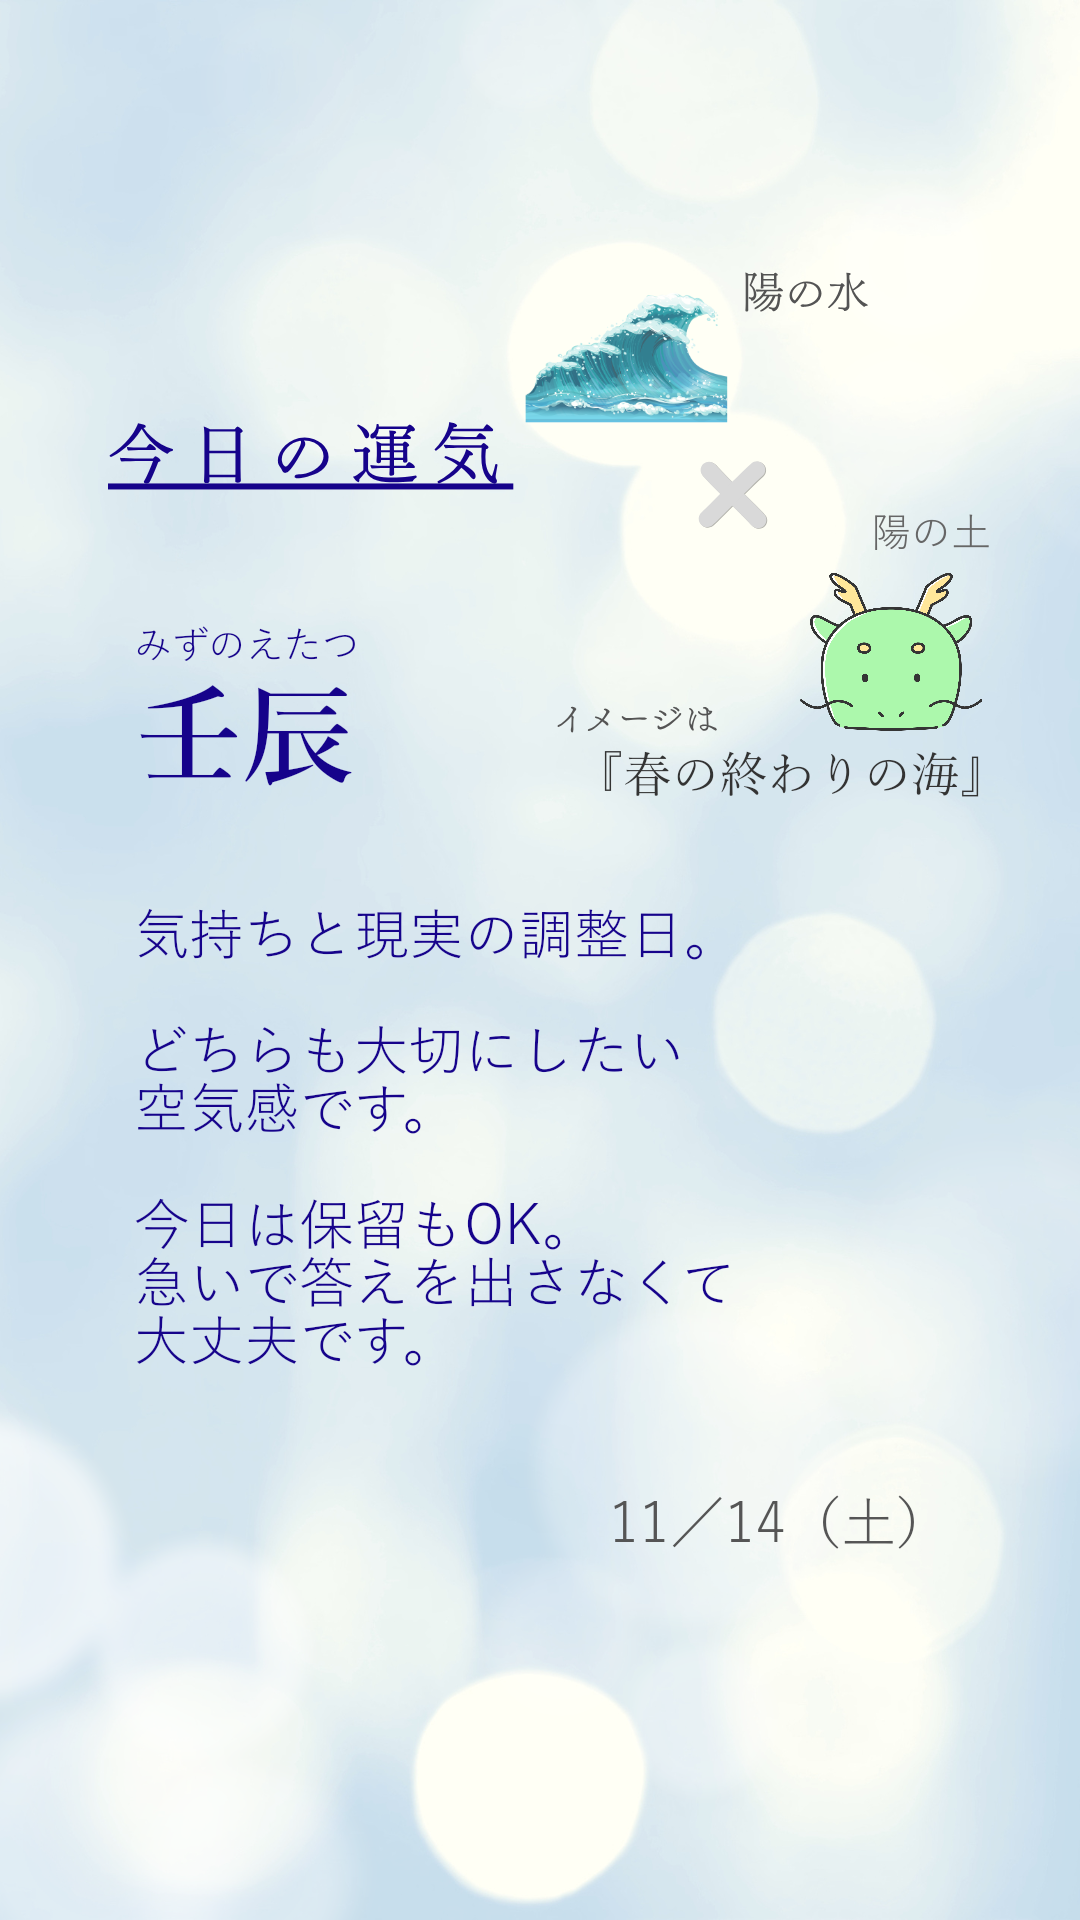 陽の水
今日の運気
陽の土
みずのえたつ
壬辰
イメージは
『春の終わりの海』
気持ちと現実の調整日。
どちらも大切にしたい
空気感です。
今日は保留もOK。
急いで答えを出さなくて
大丈夫です。
11／14（土）